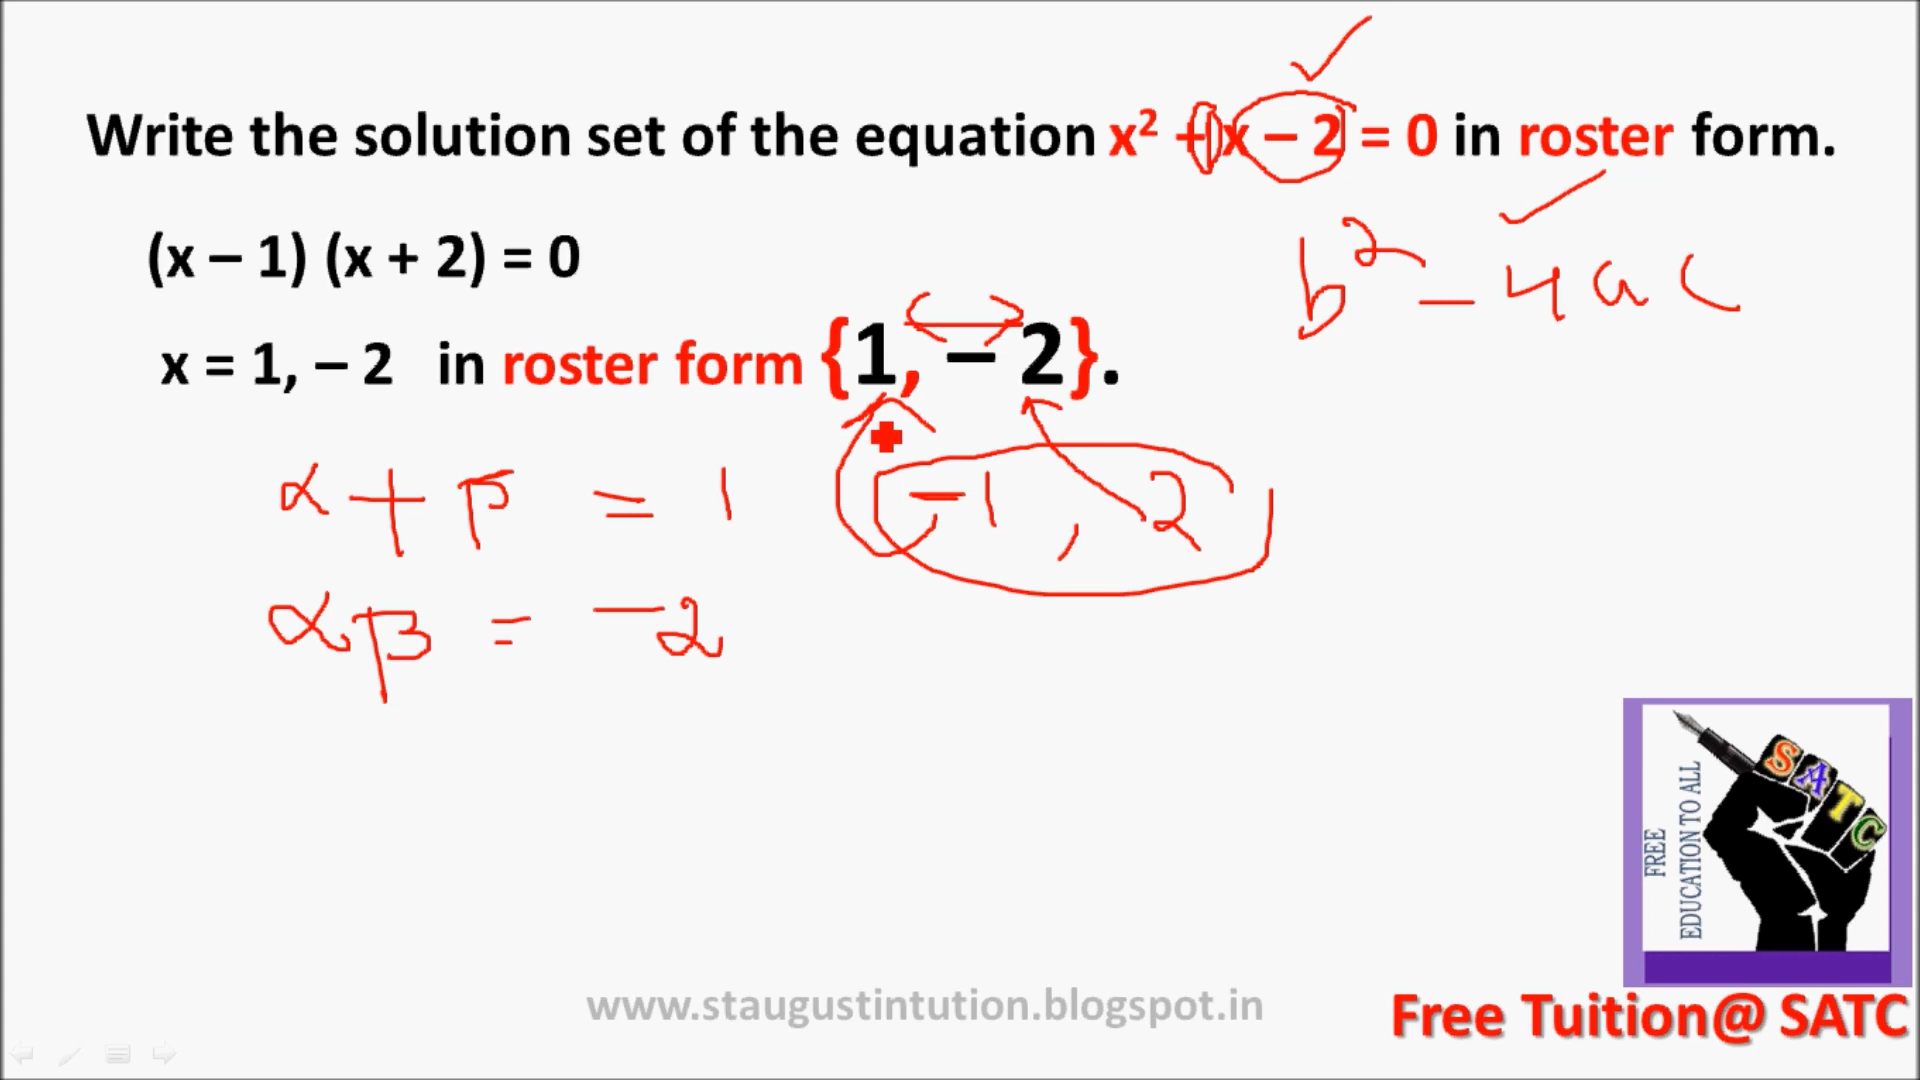 Write the solution set of the equation x² + 1x – 2 = 0 in roster form.
(x – 1) (x + 2) = 0
b² – 4ac
x = 1, – 2 in roster form {1, – 2}.
α + β = 1
–1, 2
αβ = –2
SATC
FREE
EDUCATION TO ALL
www.staugustintution.blogspot.in
Free Tuition@ SATC